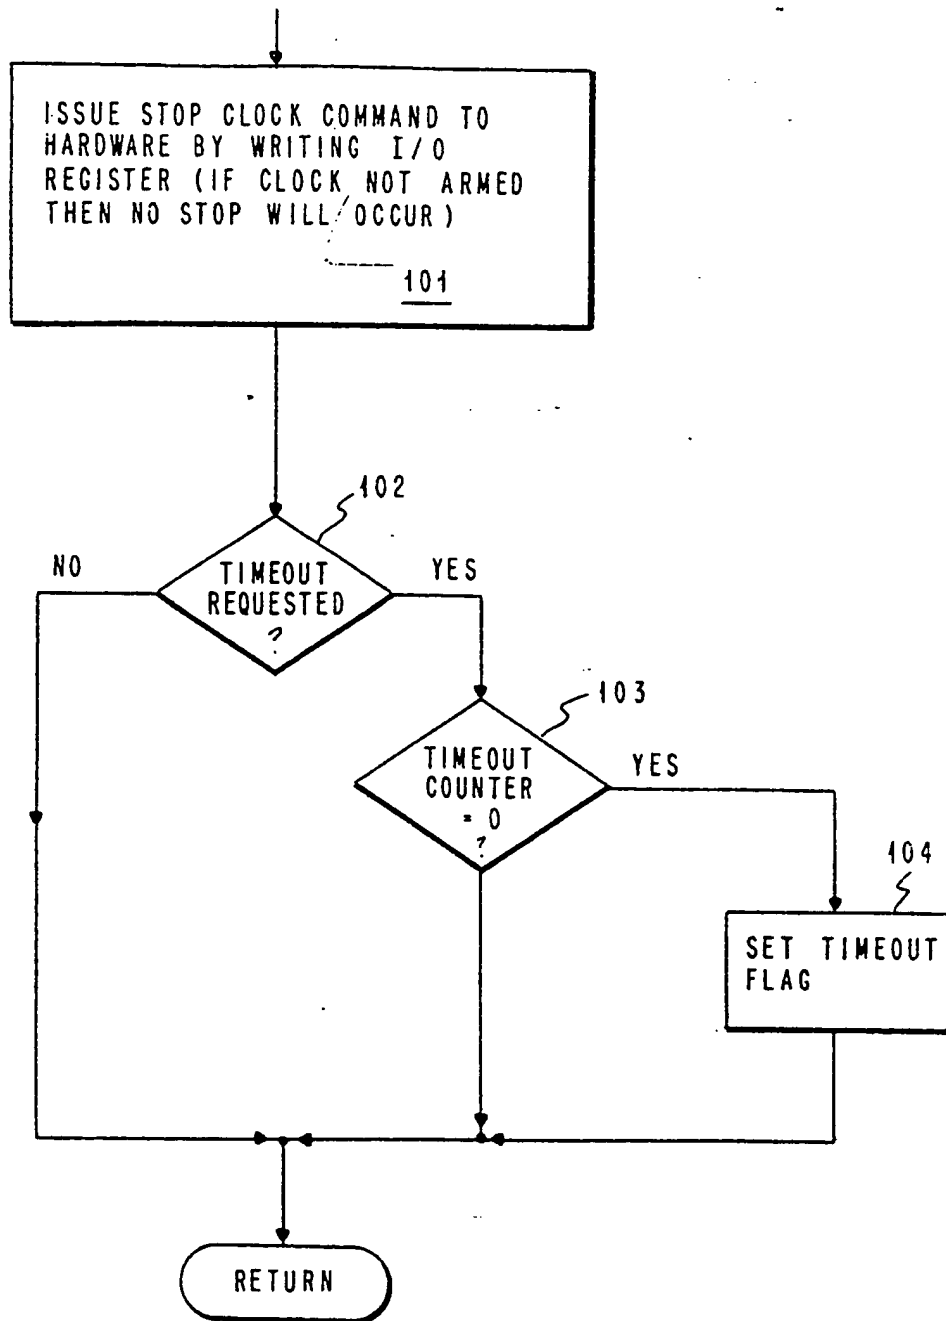 ISSUE STOP CLOCK COMMAND TO
HARDWARE BY WRITING I/O
REGISTER (IF CLOCK NOT ARMED
THEN NO STOP WILL OCCUR)
101
102
NO
TIMEOUT
REQUESTED
?
YES
103
TIMEOUT
COUNTER
= 0
?
YES
104
SET TIMEOUT
FLAG
RETURN